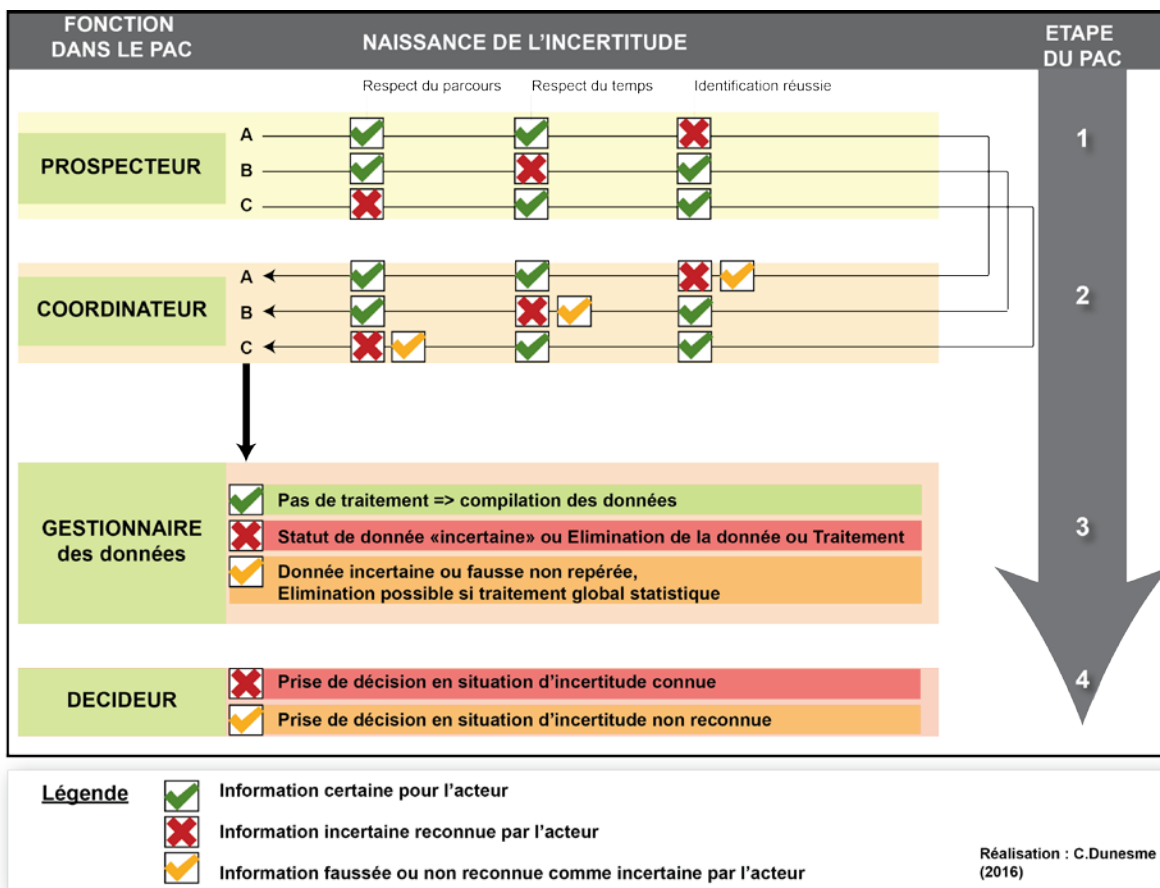 FONCTION
DANS LE PAC
NAISSANCE DE L'INCERTITUDE
ETAPE
DU PAC
Respect du parcours
Respect du temps
Identification réussie
PROSPECTEUR
A
B
C
1
COORDINATEUR
A
B
C
2
GESTIONNAIRE
des données
Pas de traitement => compilation des données
Statut de donnée «incertaine» ou Elimination de la donnée ou Traitement
Donnée incertaine ou fausse non repérée,
Elimination possible si traitement global statistique
3
DECIDEUR
Prise de décision en situation d'incertitude connue
Prise de décision en situation d'incertitude non reconnue
4
Légende
Information certaine pour l'acteur
Information incertaine reconnue par l'acteur
Information faussée ou non reconnue comme incertaine par l'acteur
Réalisation : C.Dunesme
(2016)